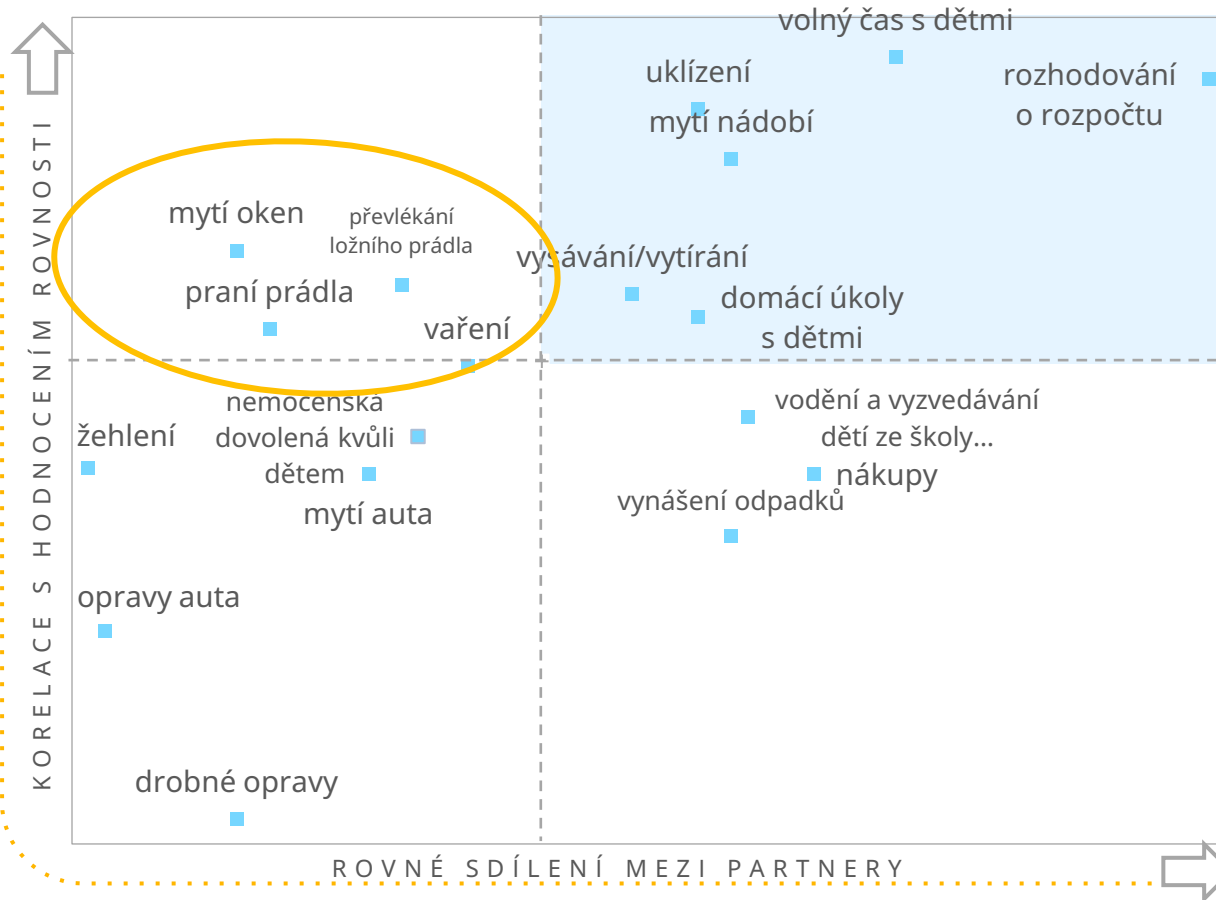 volný čas s dětmi
uklízení
rozhodování
o rozpočtu
mytí nádobí
mytí oken
převlékání
ložního prádla
vysávání/vytírání
praní prádla
domácí úkoly
s dětmi
vaření
nemocenská
dovolená kvůli
dětem
žehlení
vodění a vyzvedávání
dětí ze školy…
nákupy
vynášení odpadků
mytí auta
opravy auta
drobné opravy
KORELACE S HODNOCENÍM ROVNOSTI
ROVNÉ SDÍLENÍ MEZI PARTNERY